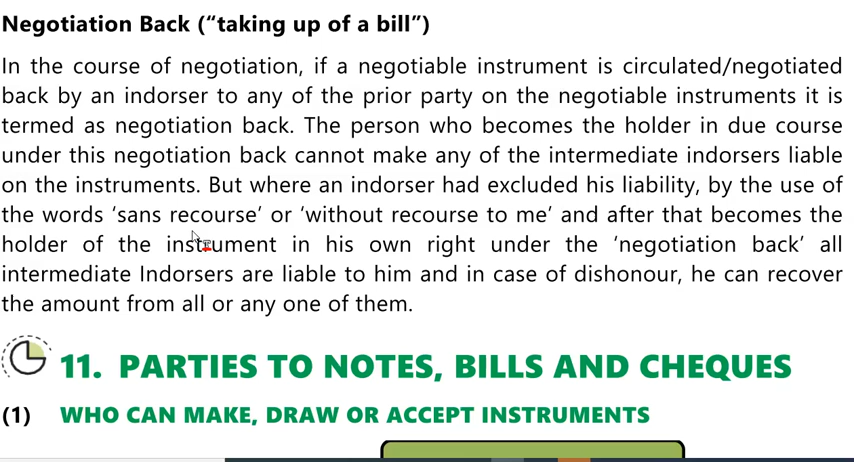 Negotiation Back (“taking up of a bill”)
In the course of negotiation, if a negotiable instrument is circulated/negotiated
back by an indorser to any of the prior party on the negotiable instruments it is
termed as negotiation back. The person who becomes the holder in due course
under this negotiation back cannot make any of the intermediate indorsers liable
on the instruments. But where an indorser had excluded his liability, by the use of
the words ‘sans recourse’ or ‘without recourse to me’ and after that becomes the
holder of the instrument in his own right under the ‘negotiation back’ all
intermediate Indorsers are liable to him and in case of dishonour, he can recover
the amount from all or any one of them.
11. PARTIES TO NOTES, BILLS AND CHEQUES
(1) WHO CAN MAKE, DRAW OR ACCEPT INSTRUMENTS